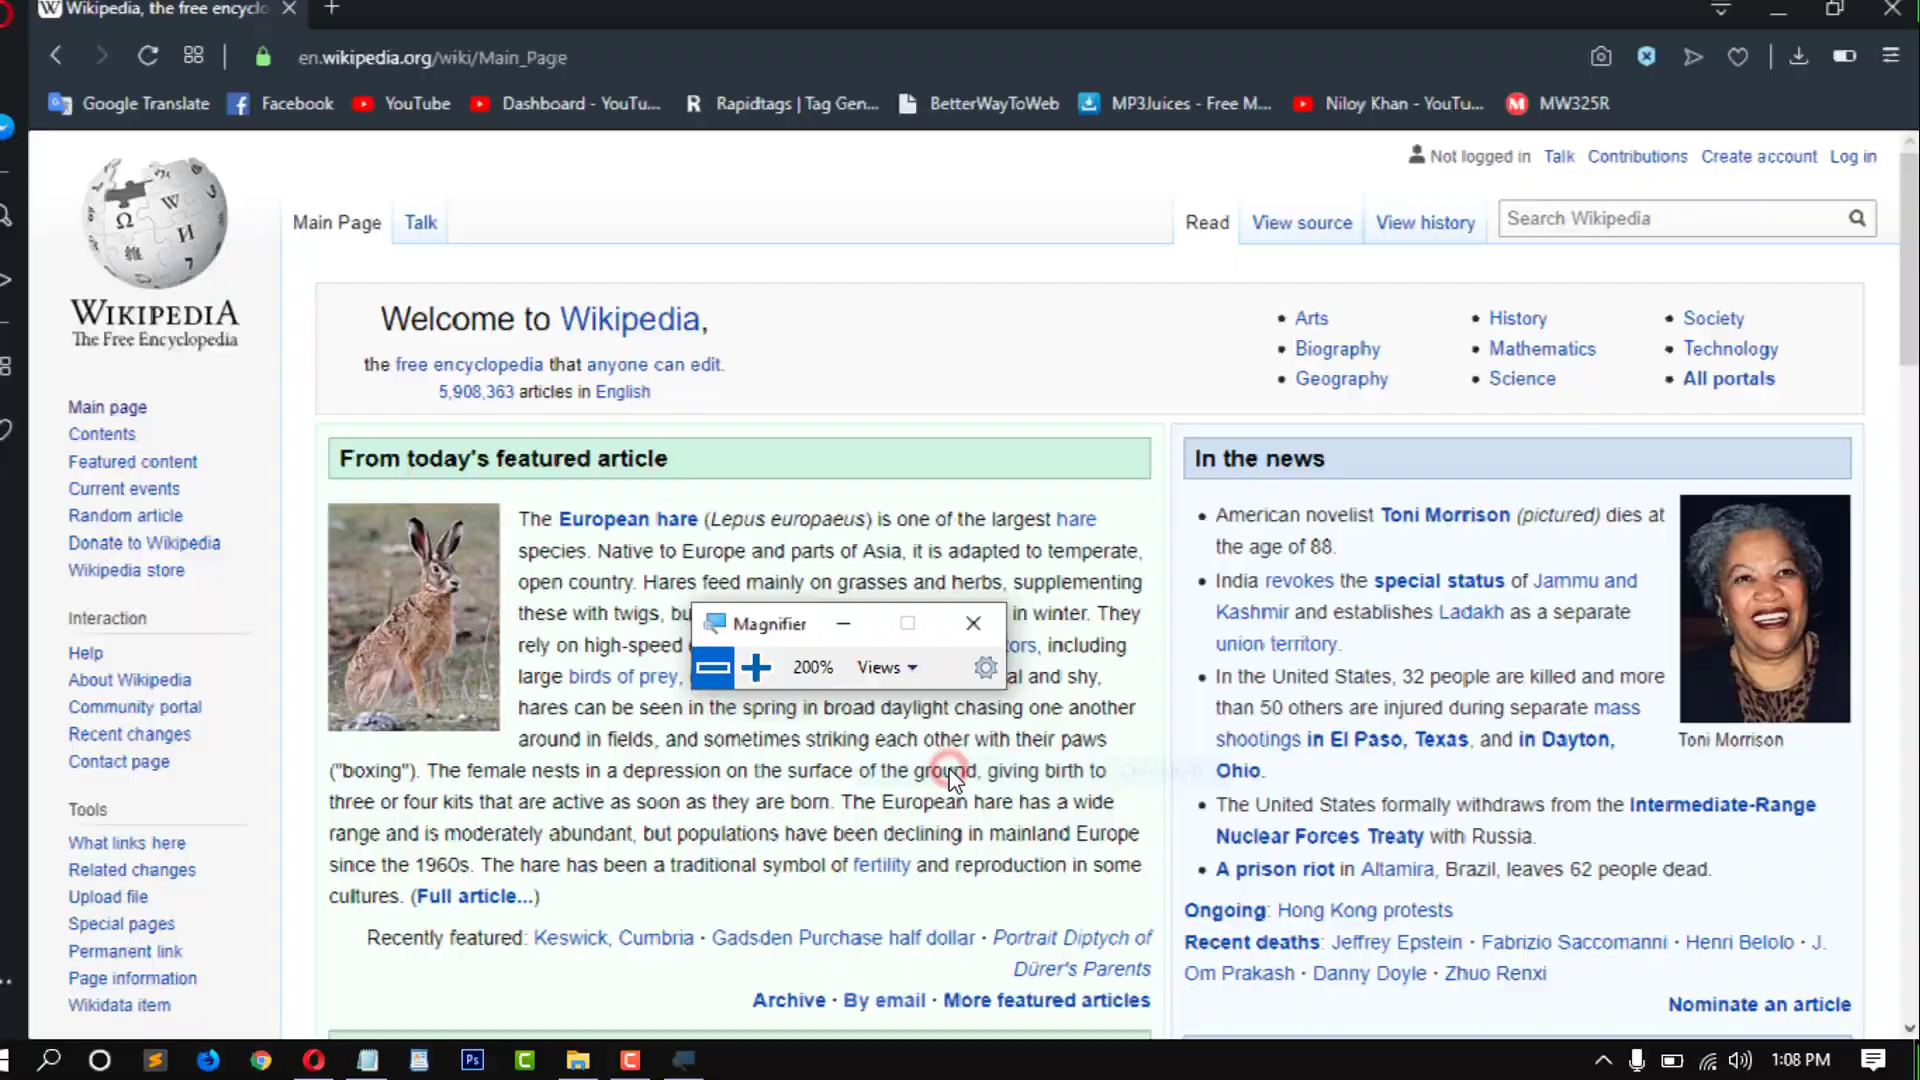 Wikipedia, the free encyclo
en.wikipedia.org/wiki/Main_Page
Google Translate
Facebook
YouTube
Dashboard - YouTu...
Rapidtags | Tag Gen...
BetterWayToWeb
MP3Juices - Free M...
Niloy Khan - YouTu...
MW325R
WIKIPEDIA
The Free Encyclopedia
Not logged in Talk Contributions Create account Log in
Main Page Talk
Read View source View history
Search Wikipedia
Welcome to Wikipedia,
the free encyclopedia that anyone can edit.
5,908,363 articles in English
Arts
Biography
Geography
History
Mathematics
Science
Society
Technology
All portals
Main page
Contents
Featured content
Current events
Random article
Donate to Wikipedia
Wikipedia store
Interaction
Help
About Wikipedia
Community portal
Recent changes
Contact page
Tools
What links here
Related changes
Upload file
Special pages
Permanent link
Page information
Wikidata item
From today's featured article
The European hare (Lepus europaeus) is one of the largest hare
species. Native to Europe and parts of Asia, it is adapted to temperate,
open country. Hares feed mainly on grasses and herbs, supplementing
these with twigs, in winter. They
rely on high-speed including
large birds of prey, and shy,
hares can be seen in the spring in broad daylight chasing one another
around in fields, and sometimes striking each other with their paws
("boxing"). The female nests in a depression on the surface of the ground, giving birth to
three or four kits that are active as soon as they are born. The European hare has a wide
range and is moderately abundant, but populations have been declining in mainland Europe
since the 1960s. The hare has been a traditional symbol of fertility and reproduction in some
cultures. (Full article...)
Recently featured: Keswick, Cumbria · Gadsden Purchase half dollar · Portrait Diptych of
Dürer's Parents
Archive · By email · More featured articles
Magnifier
200% Views
In the news
American novelist Toni Morrison (pictured) dies at
the age of 88.
India revokes the special status of Jammu and
Kashmir and establishes Ladakh as a separate
union territory.
In the United States, 32 people are killed and more
than 50 others are injured during separate mass
shootings in El Paso, Texas, and in Dayton,
Ohio.
The United States formally withdraws from the Intermediate-Range
Nuclear Forces Treaty with Russia.
A prison riot in Altamira, Brazil, leaves 62 people dead.
Toni Morrison
Ongoing: Hong Kong protests
Recent deaths: Jeffrey Epstein · Fabrizio Saccomanni · Henri Belolo · J.
Om Prakash · Danny Doyle · Zhuo Renxi
Nominate an article
1:08 PM